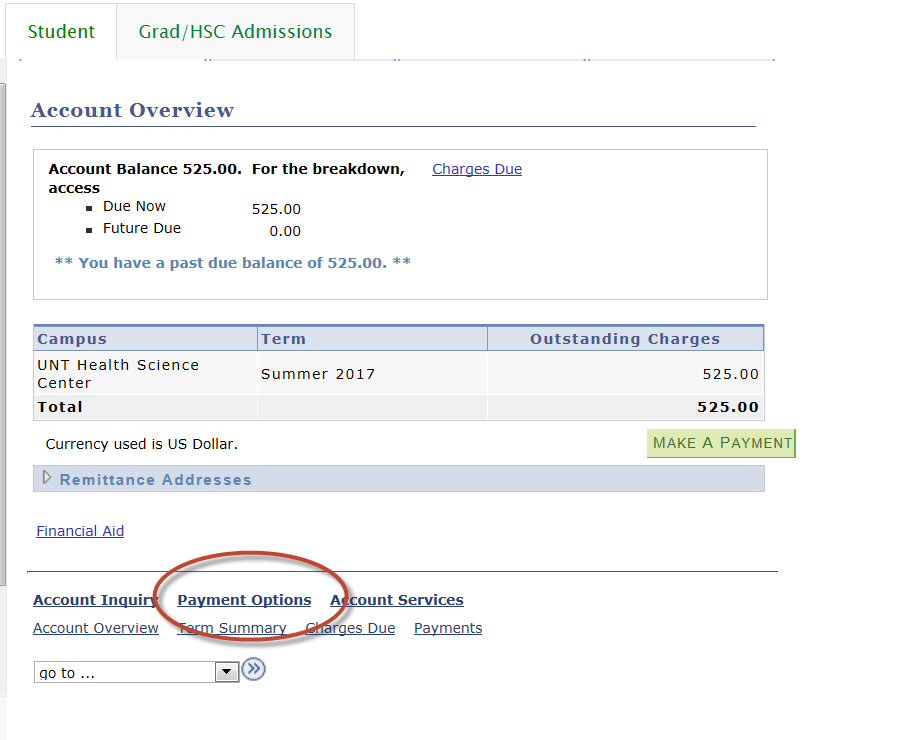 Student Grad/HSC Admissions
Account Overview
Account Balance 525.00. For the breakdown, Charges Due
access
Due Now 525.00
Future Due 0.00
** You have a past due balance of 525.00. **
Campus Term Outstanding Charges
UNT Health Science
Center
Summer 2017 525.00
Total 525.00
Currency used is US Dollar.
MAKE A PAYMENT
Remittance Addresses
Financial Aid
Account Inquiry Payment Options Account Services
Account Overview Term Summary Charges Due Payments
go to ...